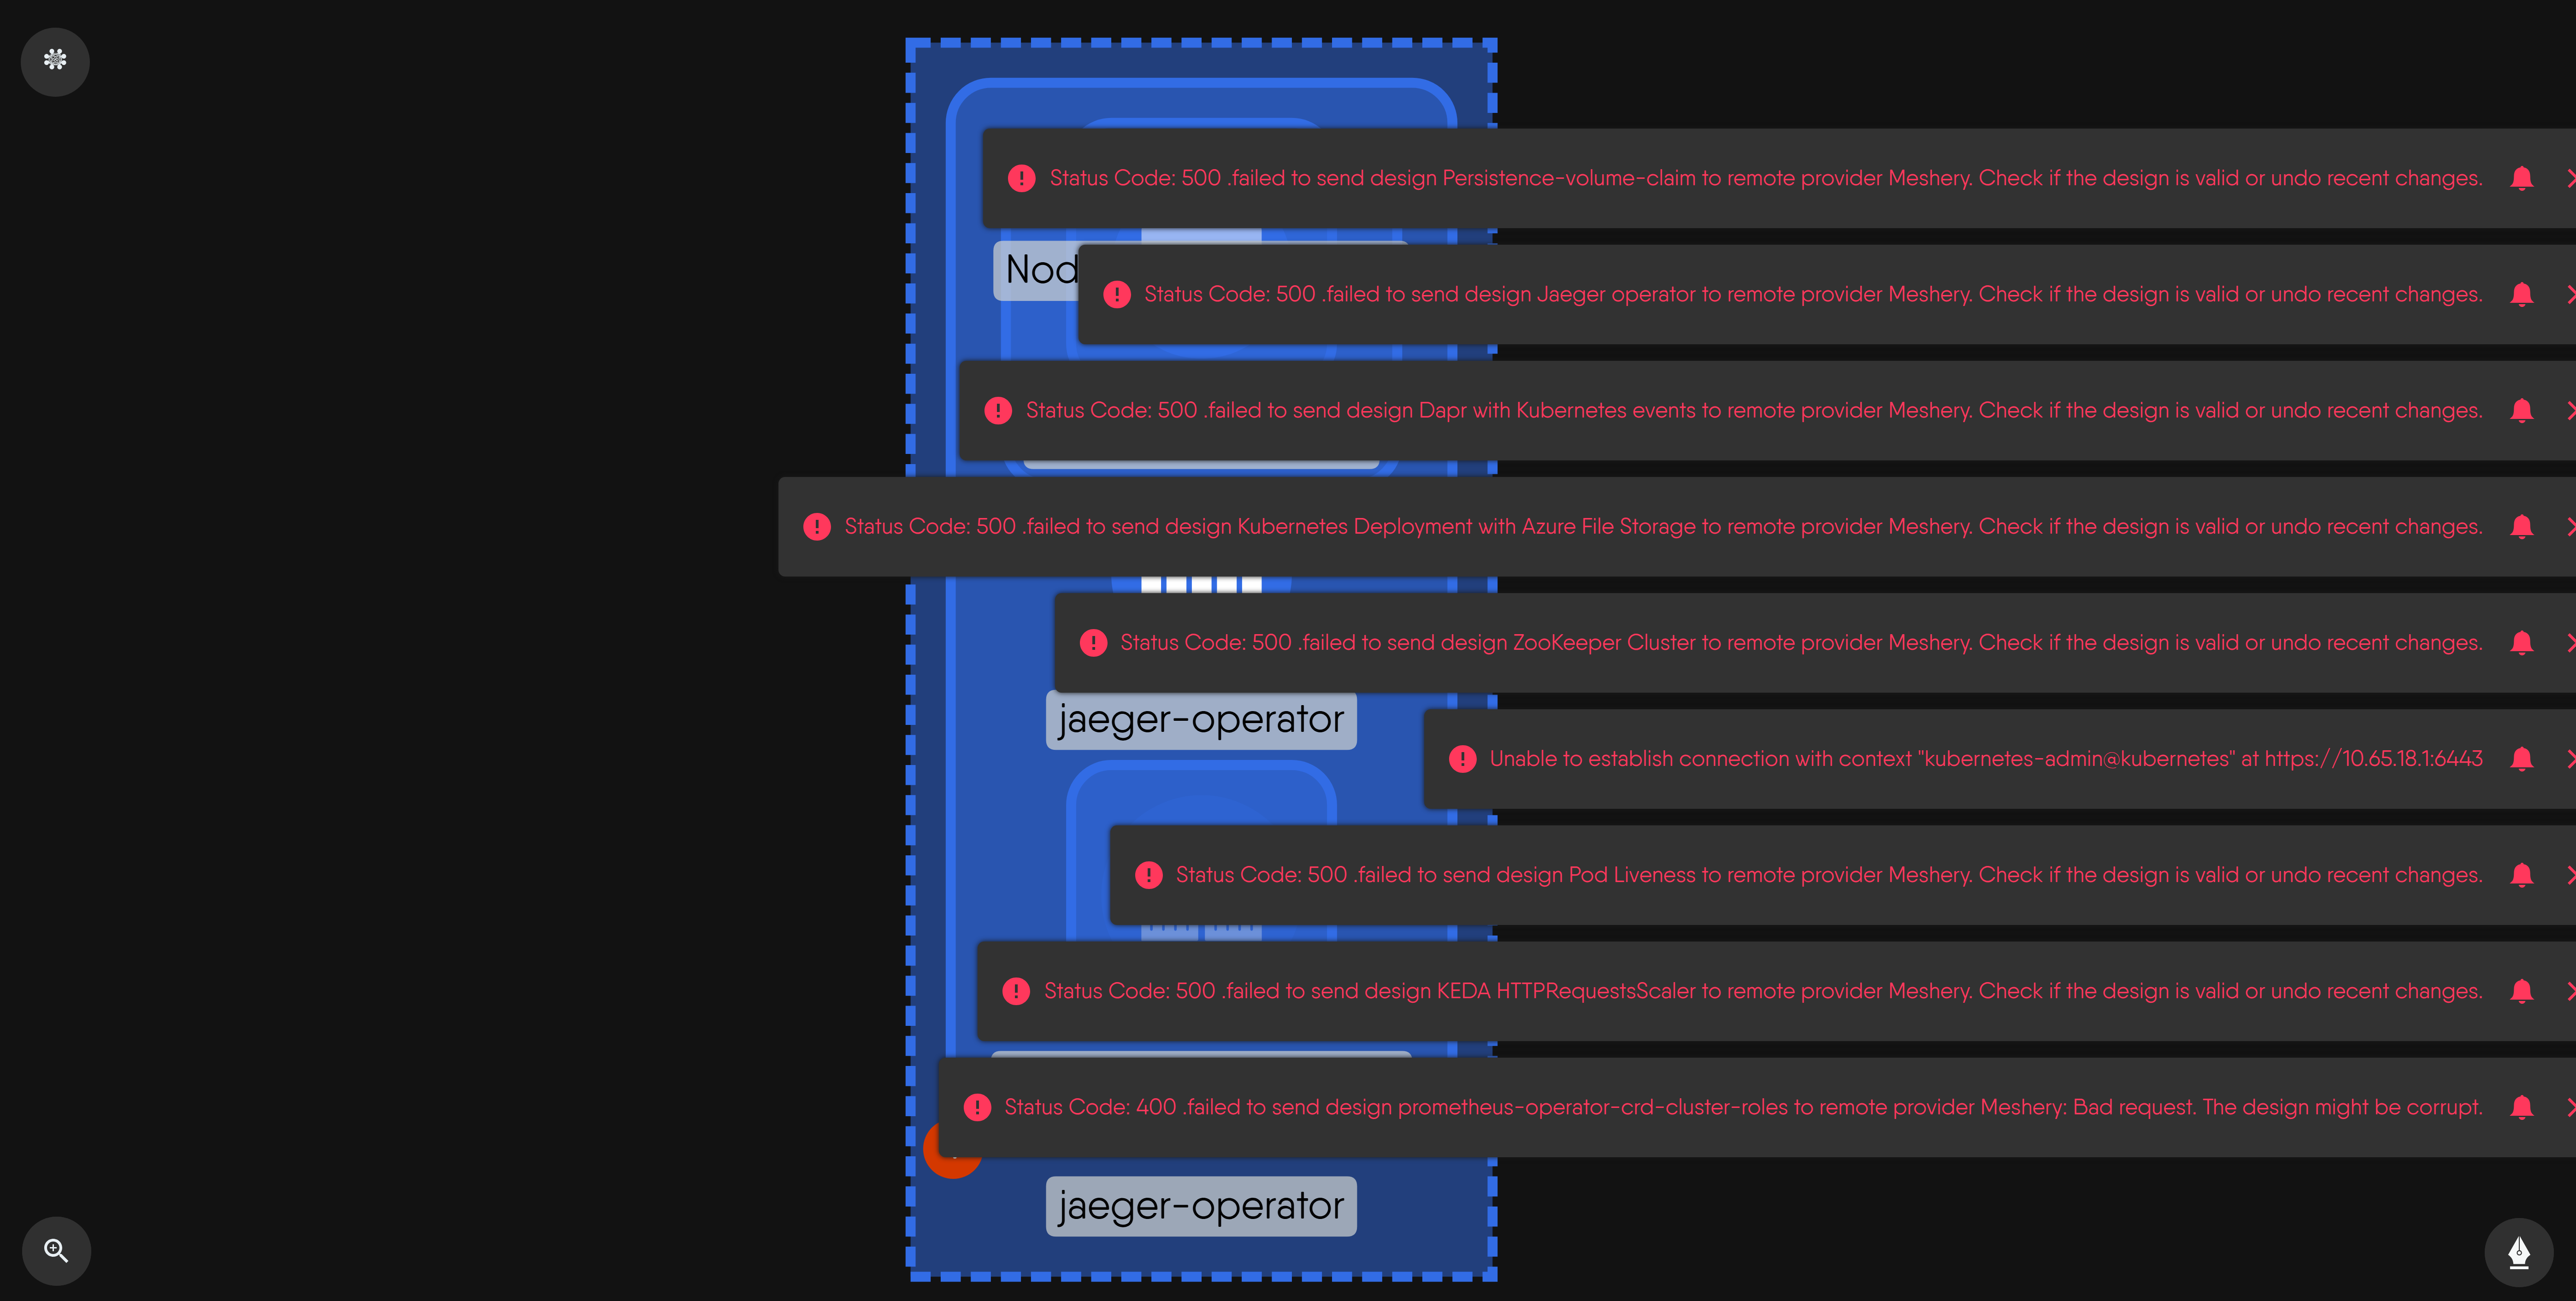 Status Code: 500 .failed to send design Persistence-volume-claim to remote provider Meshery. Check if the design is valid or undo recent changes.
Status Code: 500 .failed to send design Jaeger operator to remote provider Meshery. Check if the design is valid or undo recent changes.
Status Code: 500 .failed to send design Dapr with Kubernetes events to remote provider Meshery. Check if the design is valid or undo recent changes.
Status Code: 500 .failed to send design Kubernetes Deployment with Azure File Storage to remote provider Meshery. Check if the design is valid or undo recent changes.
Status Code: 500 .failed to send design ZooKeeper Cluster to remote provider Meshery. Check if the design is valid or undo recent changes.
jaeger-operator
Unable to establish connection with context "kubernetes-admin@kubernetes" at https://10.65.18.1:6443
Status Code: 500 .failed to send design Pod Liveness to remote provider Meshery. Check if the design is valid or undo recent changes.
Status Code: 500 .failed to send design KEDA HTTPRequestsScaler to remote provider Meshery. Check if the design is valid or undo recent changes.
Status Code: 400 .failed to send design prometheus-operator-crd-cluster-roles to remote provider Meshery: Bad request. The design might be corrupt.
jaeger-operator